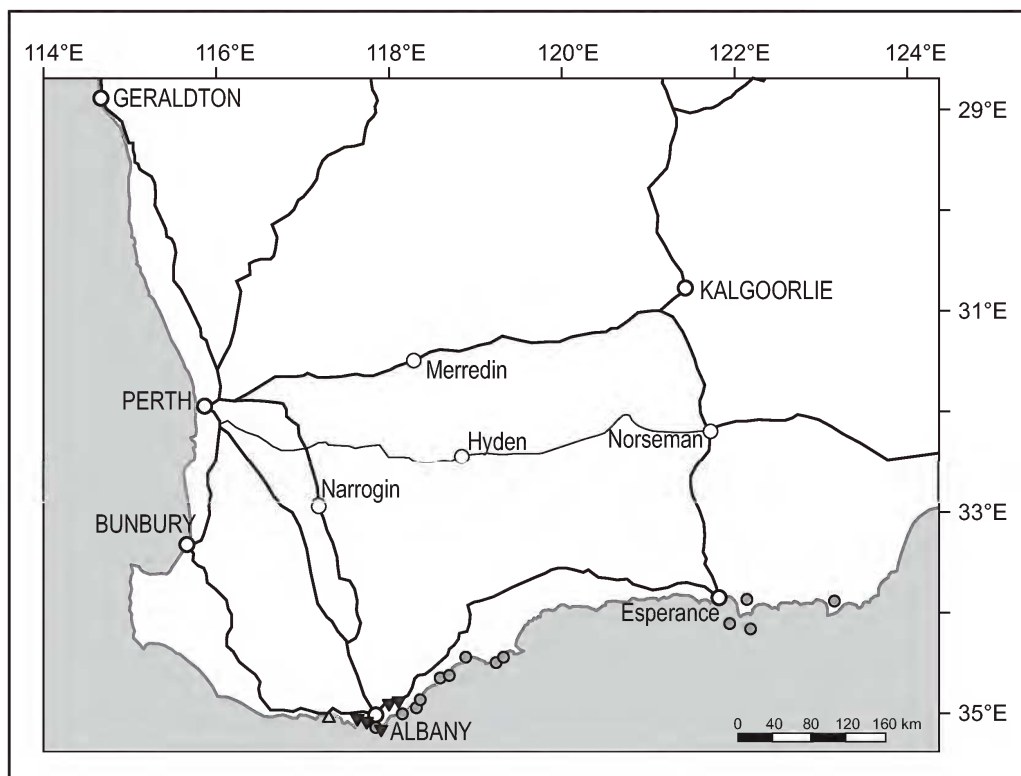 114°E 116°E 118°E 120°E 122°E 124°E
GERALDTON
29°E
KALGOORLIE
31°E
Merredin
PERTH
Hyden
Norseman
Narrogin
33°E
BUNBURY
Esperance
35°E
ALBANY
0 40 80 120 160 km